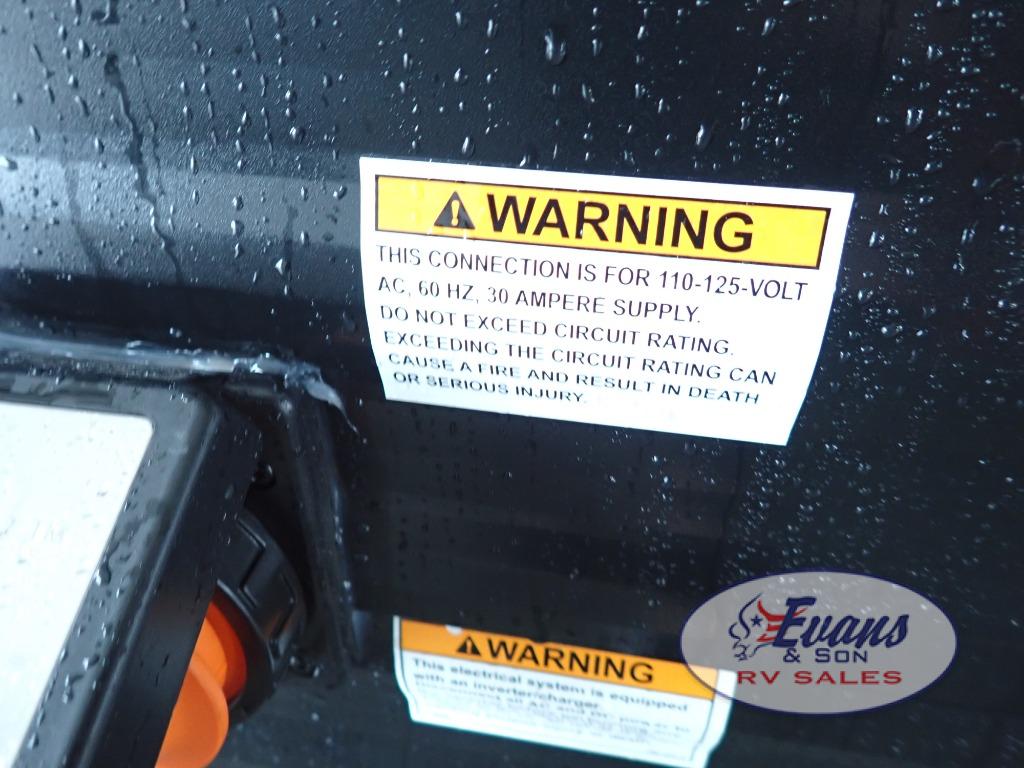 WARNING
THIS CONNECTION IS FOR 110-125-VOLT
AC, 60 HZ, 30 AMPERE SUPPLY.
DO NOT EXCEED CIRCUIT RATING.
EXCEEDING THE CIRCUIT RATING CAN
CAUSE A FIRE AND RESULT IN DEATH
OR SERIOUS INJURY.
WARNING
This electrical system is equipped
with an inverter/charger.
Evans
& SON
RV SALES